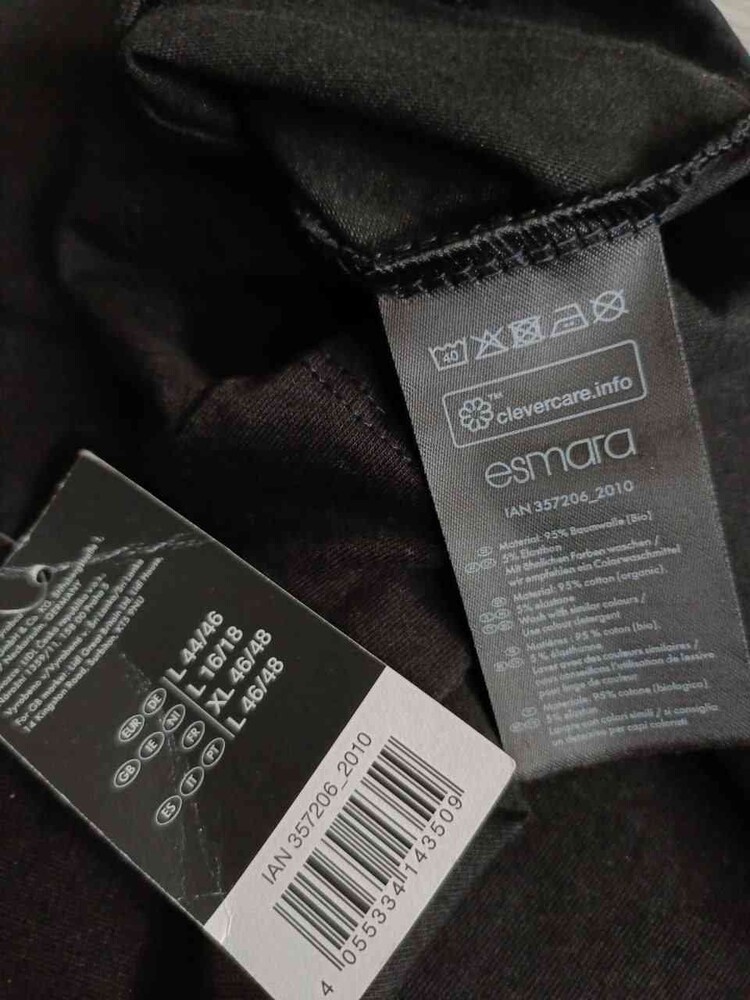 40
TM
clevercare.info
esmara
IAN 357206_2010
Material: 95% Baumwolle (Bio)
5% Elasthan
Mit ähnlichen Farben waschen /
wir empfehlen ein Colorwaschmittel
Material: 95% cotton (organic)
5% elastane
Wash with similar colours /
Use colour detergent
Matières: 95% coton (bio)
5% élasthanne
Laver avec des couleurs similaires /
l'utilisation de lessive
pour linge de couleur
Materiale: 95% cotone (biologico)
5% elastan
Lavare con colori simili / si consiglia
un detersivo per capi colorati
EUR DE L 44/46
GB IE NI L 16/18
FR XL 46/48
ES IT PT L 46/48
IAN 357206_2010
4 055334 143509